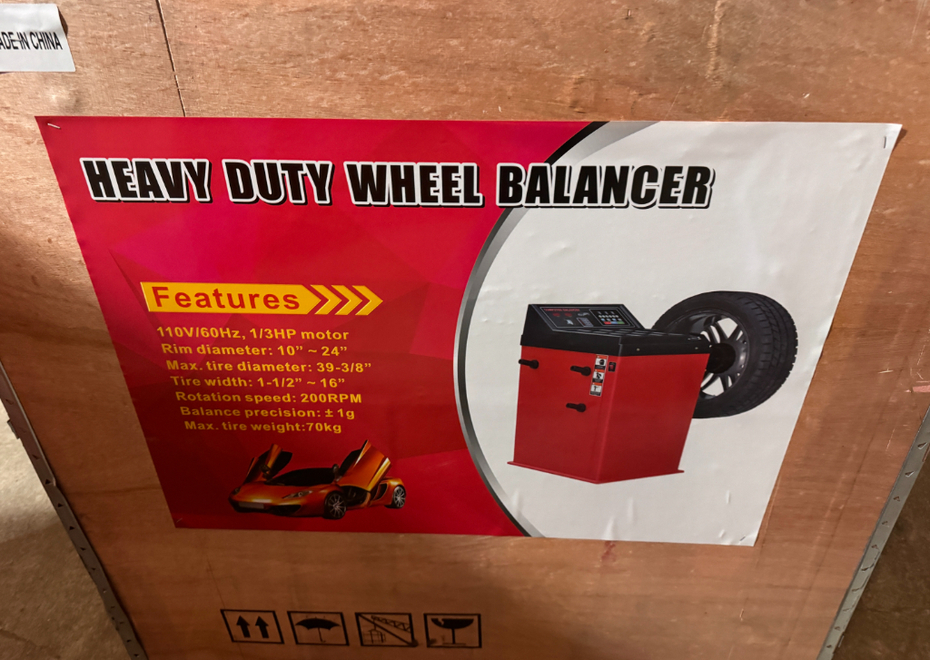 MADE IN CHINA
HEAVY DUTY WHEEL BALANCER
Features
110V/60Hz, 1/3HP motor
Rim diameter: 10” ~ 24”
Max. tire diameter: 39-3/8”
Tire width: 1-1/2” ~ 16”
Rotation speed: 200RPM
Balance precision: ± 1g
Max. tire weight:70kg